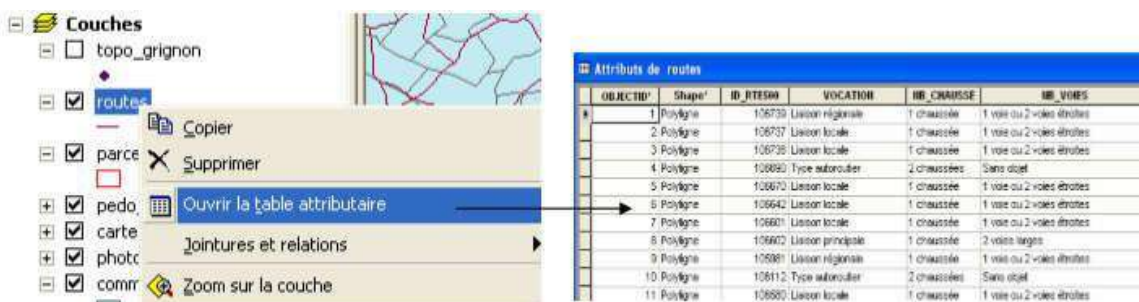 Couches
topo_grignon
routes
parce
pedo_
carte
photo
comm
Copier
Supprimer
Ouvrir la table attributaire
Jointures et relations
Zoom sur la couche
Attributs de routes
OBJECTID* Shape* ID_RTE500 VOCATION NB_CHAUSSE NB_VOIES
1 Polyligne 106739 Liaison régionale 1 chaussée 1 voie ou 2 voies étroites
2 Polyligne 106737 Liaison locale 1 chaussée 1 voie ou 2 voies étroites
3 Polyligne 106736 Liaison locale 1 chaussée 1 voie ou 2 voies étroites
4 Polyligne 106690 Type autoroutier 2 chaussées Sans objet
5 Polyligne 106670 Liaison locale 1 chaussée 1 voie ou 2 voies étroites
6 Polyligne 106642 Liaison locale 1 chaussée 1 voie ou 2 voies étroites
7 Polyligne 106601 Liaison locale 1 chaussée 1 voie ou 2 voies étroites
8 Polyligne 106602 Liaison principale 1 chaussée 2 voies larges
9 Polyligne Liaison régionale 1 chaussée 1 voie ou 2 voies étroites
10 Polyligne 106112 Type autoroutier 2 chaussées Sans objet
11 Polyligne 106580 Liaison locale 1 chaussée 1 voie ou 2 voies étroites